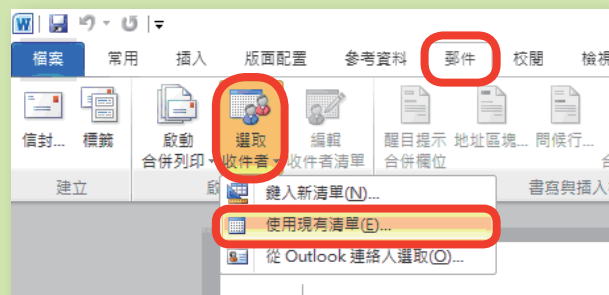 W
檔案 常用 插入 版面配置 參考資料 郵件 校閱 檢視
信封... 標籤 啟動 合併列印 選取 收件者 編輯 收件者清單 醒目提示 合併欄位 地址區塊... 問候行...
建立 啟 書寫與插入
鍵入新清單(N)...
使用現有清單(E)...
從 Outlook 連絡人選取(O)...